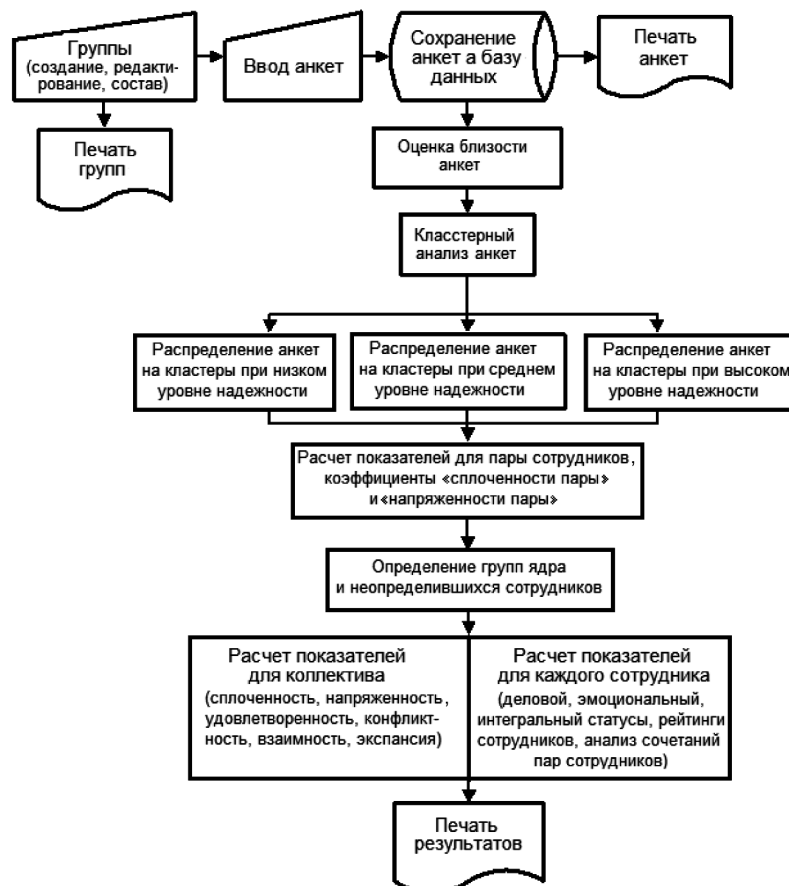 Группы
(создание, редакти-
рование, состав)
Ввод анкет
Сохранение
анкет а базу
данных
Печать
анкет
Печать
групп
Оценка близости
анкет
Класстерный
анализ анкет
Распределение анкет
на кластеры при низком
уровне надежности
Распределение анкет
на кластеры при среднем
уровне надежности
Распределение анкет
на кластеры при высоком
уровне надежности
Расчет показателей для пары сотрудников,
коэффициенты «сплоченности пары»
и «напряженности пары»
Определение групп ядра
и неопределившихся сотрудников
Расчет показателей
для коллектива
(сплоченность, напряженность,
удовлетворенность, конфликт-
ность, взаимность, экспансия)
Расчет показателей
для каждого сотрудника
(деловой, эмоциональный,
интегральный статусы, рейтинги
сотрудников, анализ сочетаний
пар сотрудников)
Печать
результатов